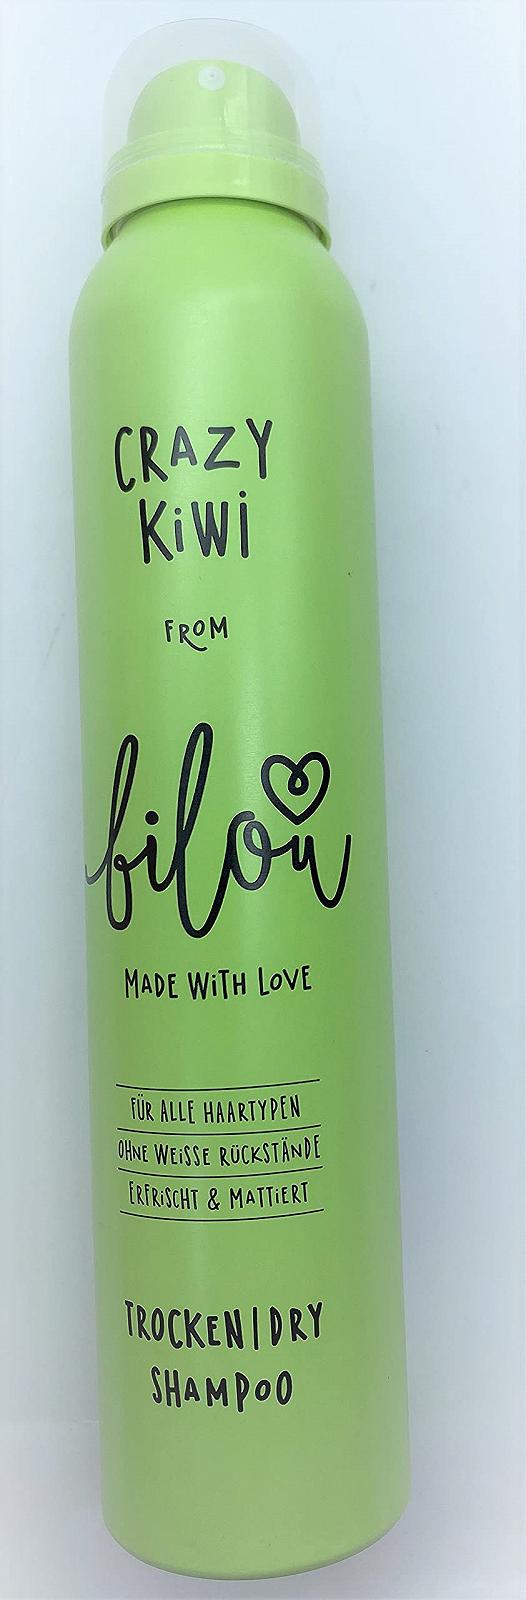 CRAZY
KiWi
FROM
bilou
MADE WiTH LOVE
FÜR ALLE HAARTYPEN
OHNE WEiSSE RÜCKSTÄNDE
ERFRiSCHT & MATTiERT
TROCKEN|DRY
SHAMPOO